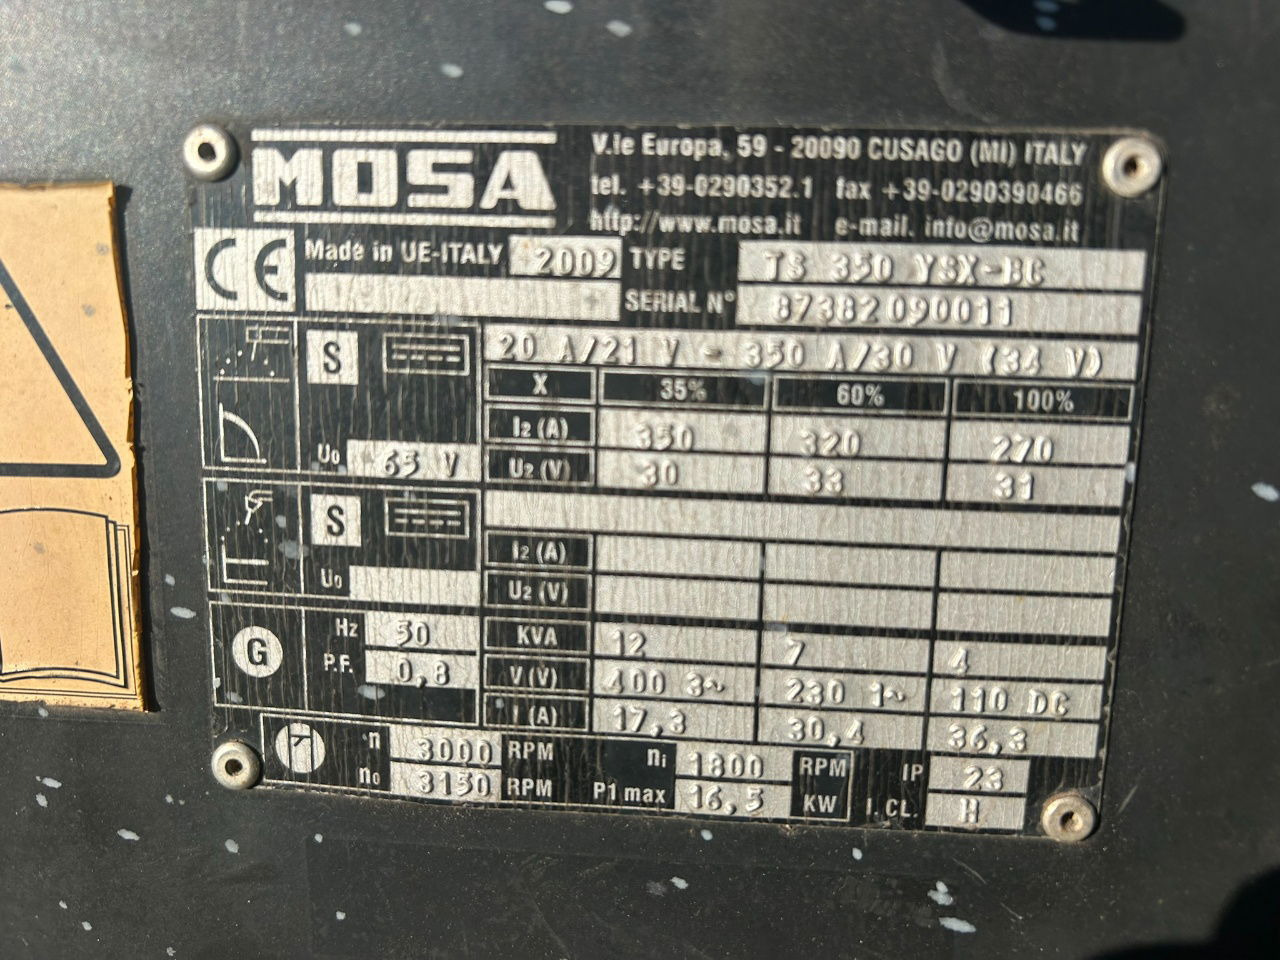 MOSA
V.le Europa, 59 - 20090 CUSAGO (MI) ITALY
tel. +39-0290352.1 fax +39-0290390466
http://www.mosa.it e-mail. info@mosa.it
CE Made in UE-ITALY 2009 TYPE TS 350 YSX-BC
SERIAL N° 87382090011
S 20 A/21 V - 350 A/30 V (34 V)
X 35% 60% 100%
I2 (A) 350 320 270
U0 65 V U2 (V) 30 33 31
S
I2 (A)
U0 U2 (V)
G Hz 50 KVA 12 7 4
P.F. 0,8 V (V) 400 3~ 230 1~ 110 DC
I (A) 17,3 30,4 36,3
n 3000 RPM n1 1800 RPM IP 23
n0 3150 RPM P1 max 16,5 KW I.CL. H